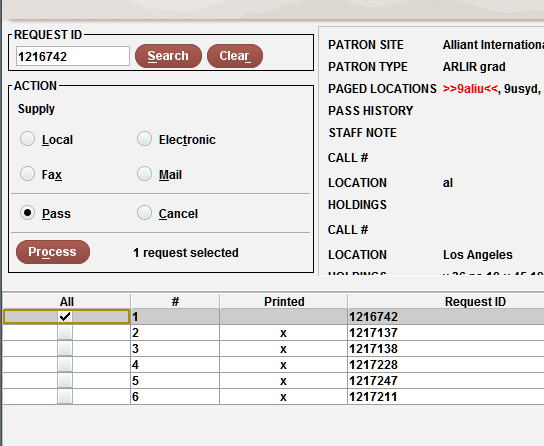 REQUEST ID
1216742 Search Clear
ACTION
Supply
Local Electronic
Fax Mail
Pass Cancel
Process 1 request selected
PATRON SITE Alliant Internationa
PATRON TYPE ARLIR grad
PAGED LOCATIONS >>9aliu<<, 9usyd,
PASS HISTORY
STAFF NOTE
CALL #
LOCATION al
HOLDINGS
CALL #
LOCATION Los Angeles
HOLDINGS
All # Printed Request ID
1 1216742
2 x 1217137
3 x 1217138
4 x 1217228
5 x 1217247
6 x 1217211